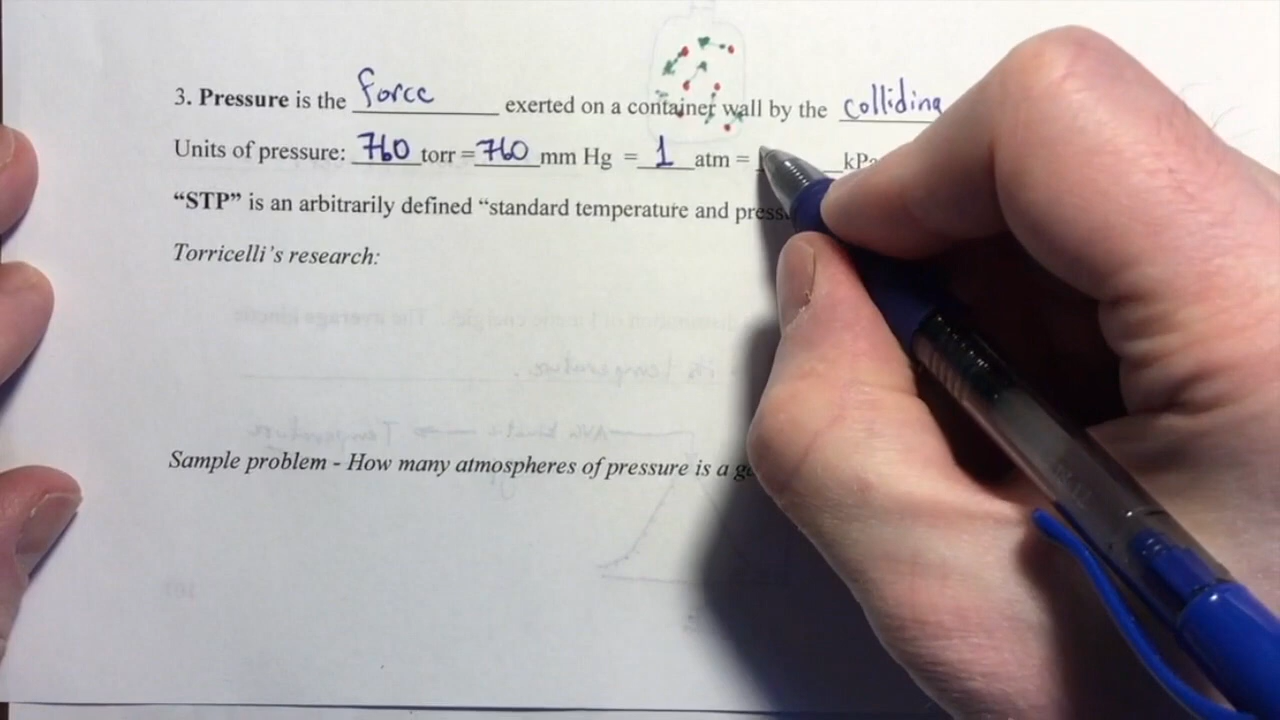 3. Pressure is the force exerted on a container wall by the colliding
Units of pressure: 760 torr = 760 mm Hg = 1 atm = kPa
"STP" is an arbitrarily defined "standard temperature and
Torricelli's research:
Sample problem - How many atmospheres of pressure is a